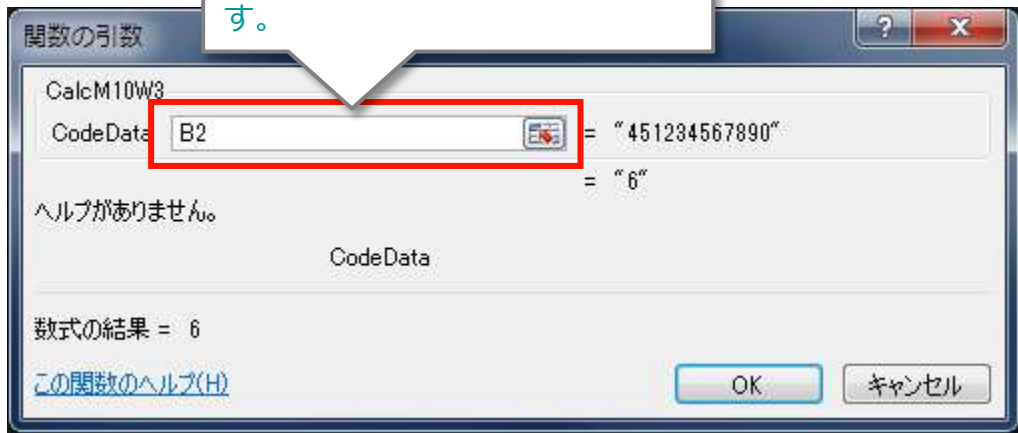 す。
関数の引数
?
x
CalcM10W3
CodeData B2 = "451234567890"
= "6"
ヘルプがありません。
CodeData
数式の結果 = 6
この関数のヘルプ(H)
OK キャンセル